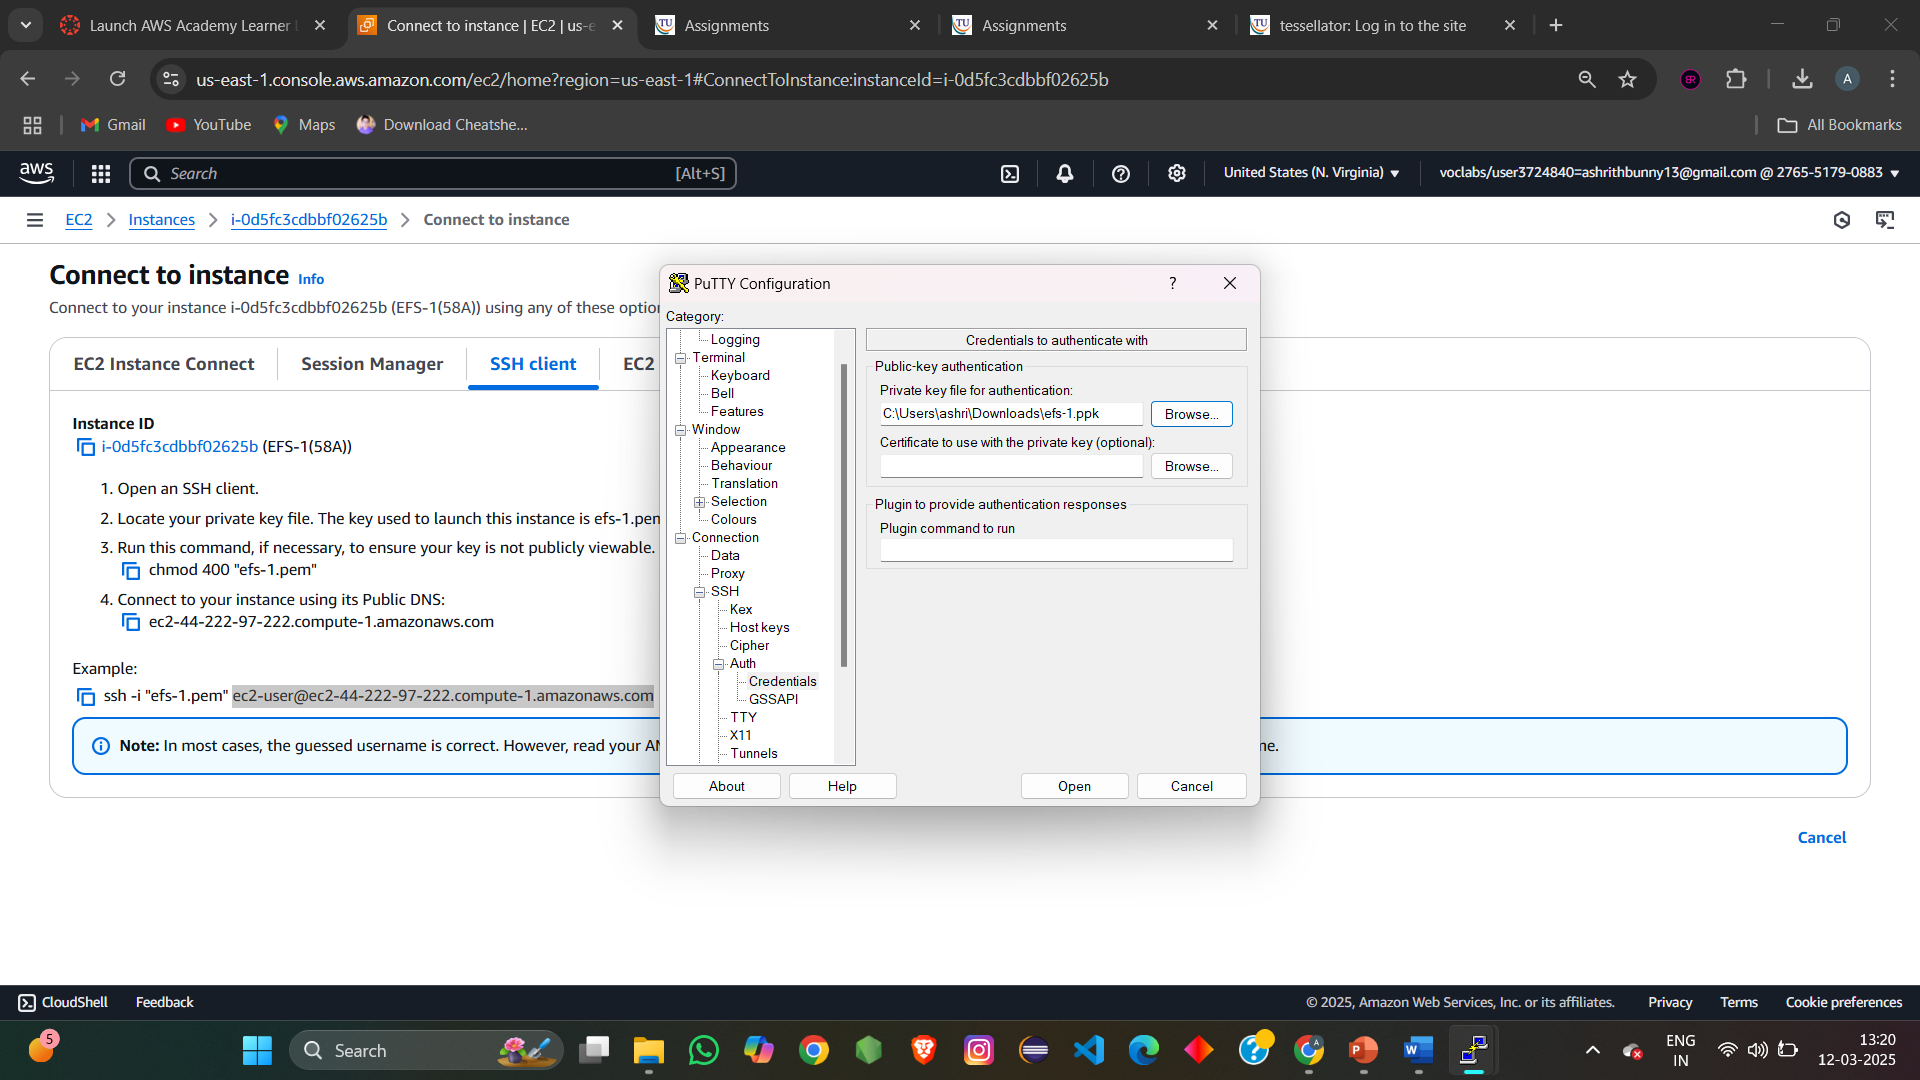 Launch AWS Academy Learner L
Connect to instance | EC2 | us-e
Assignments
Assignments
tessellator: Log in to the site
us-east-1.console.aws.amazon.com/ec2/home?region=us-east-1#ConnectToInstance:instanceId=i-0d5fc3cdbbf02625b
A
Gmail
YouTube
Maps
Download Cheatshe...
All Bookmarks
aws
Search
[Alt+S]
United States (N. Virginia)
voclabs/user3724840=ashrithbunny13@gmail.com @ 2765-5179-0883
EC2
Instances
i-0d5fc3cdbbf02625b
Connect to instance
Connect to instance Info
Connect to your instance i-0d5fc3cdbbf02625b (EFS-1(58A)) using any of these optio
EC2 Instance Connect
Session Manager
SSH client
EC2
Instance ID
i-0d5fc3cdbbf02625b (EFS-1(58A))
1. Open an SSH client.
2. Locate your private key file. The key used to launch this instance is efs-1.pem
3. Run this command, if necessary, to ensure your key is not publicly viewable.
chmod 400 "efs-1.pem"
4. Connect to your instance using its Public DNS:
ec2-44-222-97-222.compute-1.amazonaws.com
Example:
ssh -i "efs-1.pem" ec2-user@ec2-44-222-97-222.compute-1.amazonaws.com
Note: In most cases, the guessed username is correct. However, read your AM
ne.
Cancel
PuTTY Configuration
?
Category:
Logging
Terminal
Keyboard
Bell
Features
Window
Appearance
Behaviour
Translation
Selection
Colours
Connection
Data
Proxy
SSH
Kex
Host keys
Cipher
Auth
Credentials
GSSAPI
TTY
X11
Tunnels
Credentials to authenticate with
Public-key authentication
Private key file for authentication:
C:\Users\ashri\Downloads\efs-1.ppk
Browse...
Certificate to use with the private key (optional):
Browse...
Plugin to provide authentication responses
Plugin command to run
About
Help
Open
Cancel
CloudShell
Feedback
© 2025, Amazon Web Services, Inc. or its affiliates.
Privacy
Terms
Cookie preferences
5
Search
ENG
IN
13:20
12-03-2025